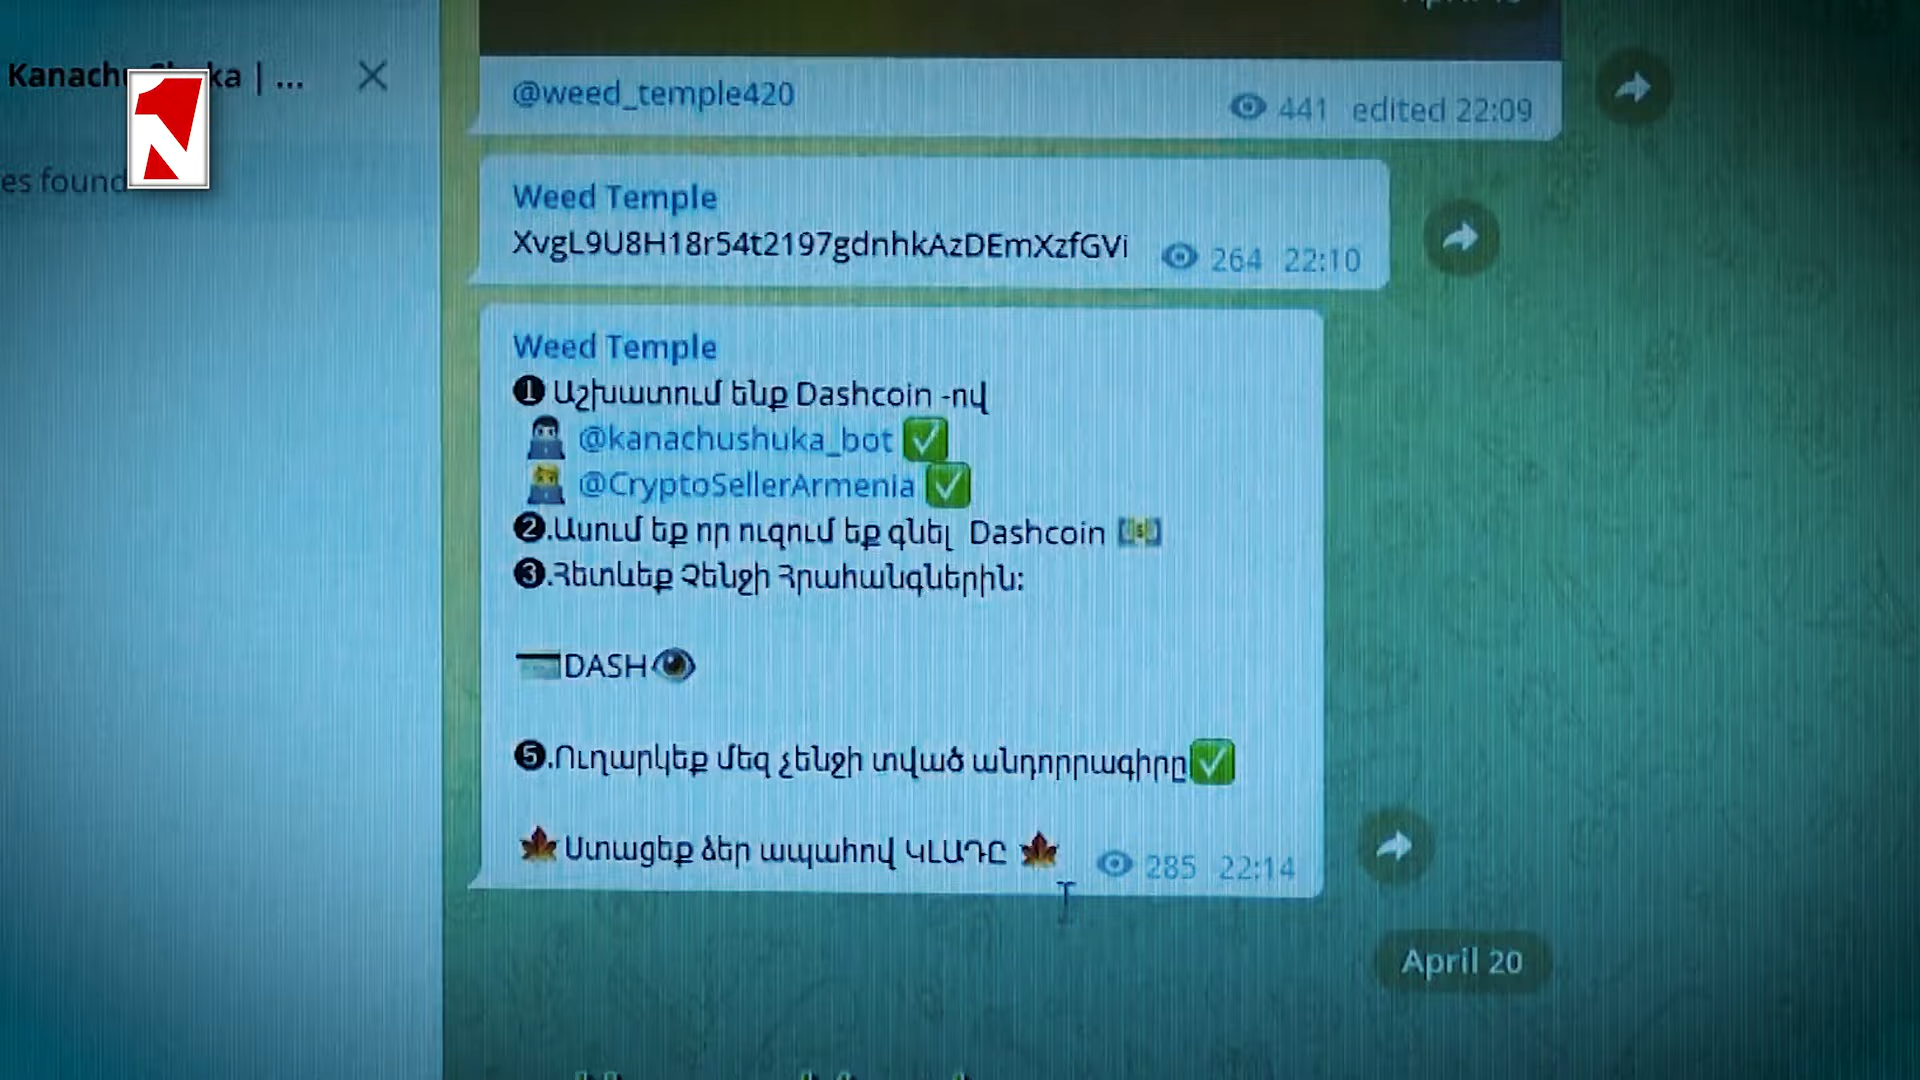 Kanachu Shuka | ...
es found
@weed_temple420
441 edited 22:09
Weed Temple
XvgL9U8H18r54t2197gdnhkAzDEmXzfGVi
264 22:10
Weed Temple
❶ Աշխատում ենք Dashcoin -ով
@kanachushuka_bot ✅
@CryptoSellerArmenia ✅
❷.Ասում եք որ ուզում եք գնել Dashcoin 💵
❸.Հետևեք Չենջի Հրահանգներին:
💳DASH👁
❺.Ուղարկեք մեզ չենջի տված անդորրագիրը✅
🍁Ստացեք ձեր ապահով ԿԼԱԴԸ 🍁
285 22:14
April 20